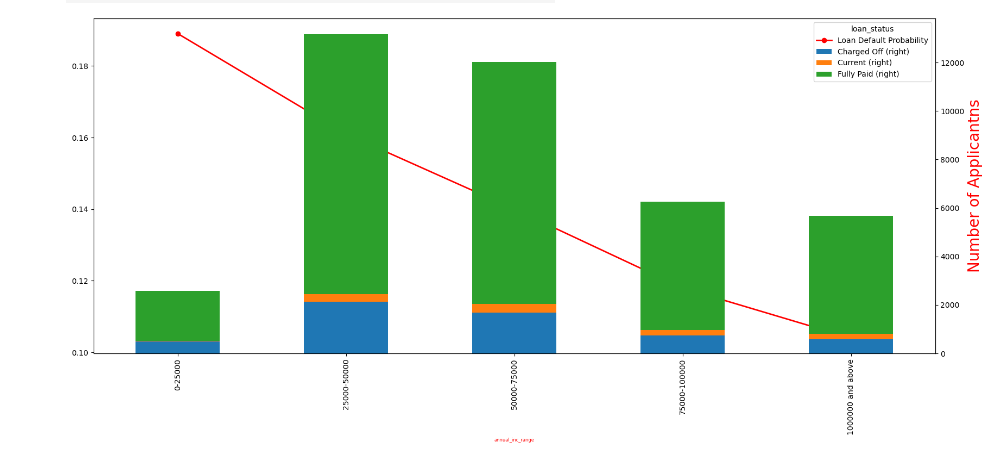 loan_status
Loan Default Probability
Charged Off (right)
Current (right)
Fully Paid (right)
0.18
0.16
0.14
0.12
0.10
12000
10000
8000
6000
4000
2000
0
Number of Applicantns
0-25000
25000-50000
50000-75000
75000-100000
1000000 and above
annual_inc_range